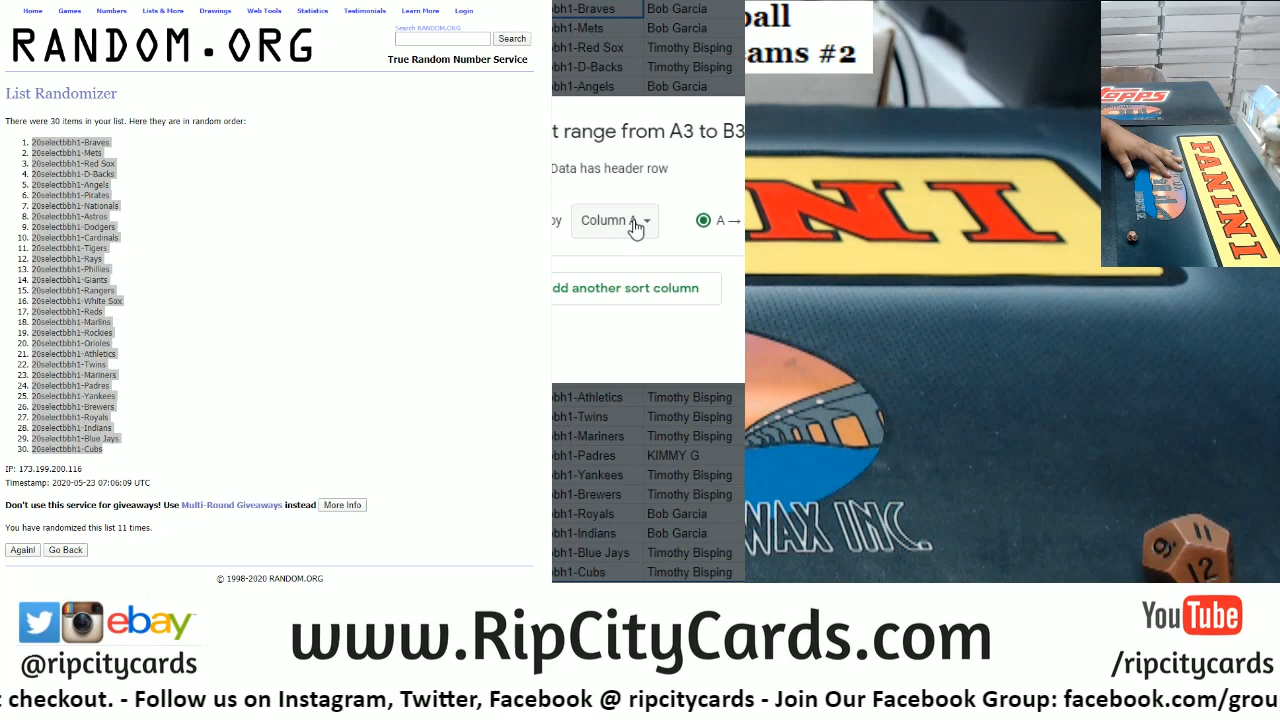 Home Games Numbers Lists & More Drawings Web Tools Statistics Testimonials Learn More Login
RANDOM.ORG
Search RANDOM.ORG
Search
True Random Number Service
List Randomizer
There were 30 items in your list. Here they are in random order:
1. 20selectbbh1-Braves
2. 20selectbbh1-Mets
3. 20selectbbh1-Red Sox
4. 20selectbbh1-D-Backs
5. 20selectbbh1-Angels
6. 20selectbbh1-Pirates
7. 20selectbbh1-Nationals
8. 20selectbbh1-Astros
9. 20selectbbh1-Dodgers
10. 20selectbbh1-Cardinals
11. 20selectbbh1-Tigers
12. 20selectbbh1-Rays
13. 20selectbbh1-Phillies
14. 20selectbbh1-Giants
15. 20selectbbh1-Rangers
16. 20selectbbh1-White Sox
17. 20selectbbh1-Reds
18. 20selectbbh1-Marlins
19. 20selectbbh1-Rockies
20. 20selectbbh1-Orioles
21. 20selectbbh1-Athletics
22. 20selectbbh1-Twins
23. 20selectbbh1-Mariners
24. 20selectbbh1-Padres
25. 20selectbbh1-Yankees
26. 20selectbbh1-Brewers
27. 20selectbbh1-Royals
28. 20selectbbh1-Indians
29. 20selectbbh1-Blue Jays
30. 20selectbbh1-Cubs
IP: 173.199.200.116
Timestamp: 2020-05-23 07:06:09 UTC
Don't use this service for giveaways! Use Multi-Round Giveaways instead More Info
You have randomized this list 11 times.
Again! Go Back
© 1998-2020 RANDOM.ORG
bbh1-Braves Bob Garcia
bbh1-Mets Bob Garcia
bbh1-Red Sox Timothy Bisping
bbh1-D-Backs Timothy Bisping
bbh1-Angels Bob Garcia
t range from A3 to B3
Data has header row
by Column A A →
dd another sort column
bbh1-Athletics Timothy Bisping
bbh1-Twins Timothy Bisping
bbh1-Mariners Timothy Bisping
bbh1-Padres KIMMY G
bbh1-Yankees Timothy Bisping
bbh1-Brewers Timothy Bisping
bbh1-Royals Bob Garcia
bbh1-Indians Bob Garcia
bbh1-Blue Jays Timothy Bisping
bbh1-Cubs Timothy Bisping
ball
eams #2
NINI
WAX INC.
9. 11
12
Topps
PANINI
ebay
@ripcitycards
www.RipCityCards.com
YouTube
/ripcitycards
t checkout. - Follow us on Instagram, Twitter, Facebook @ ripcitycards - Join Our Facebook Group: facebook.com/grou